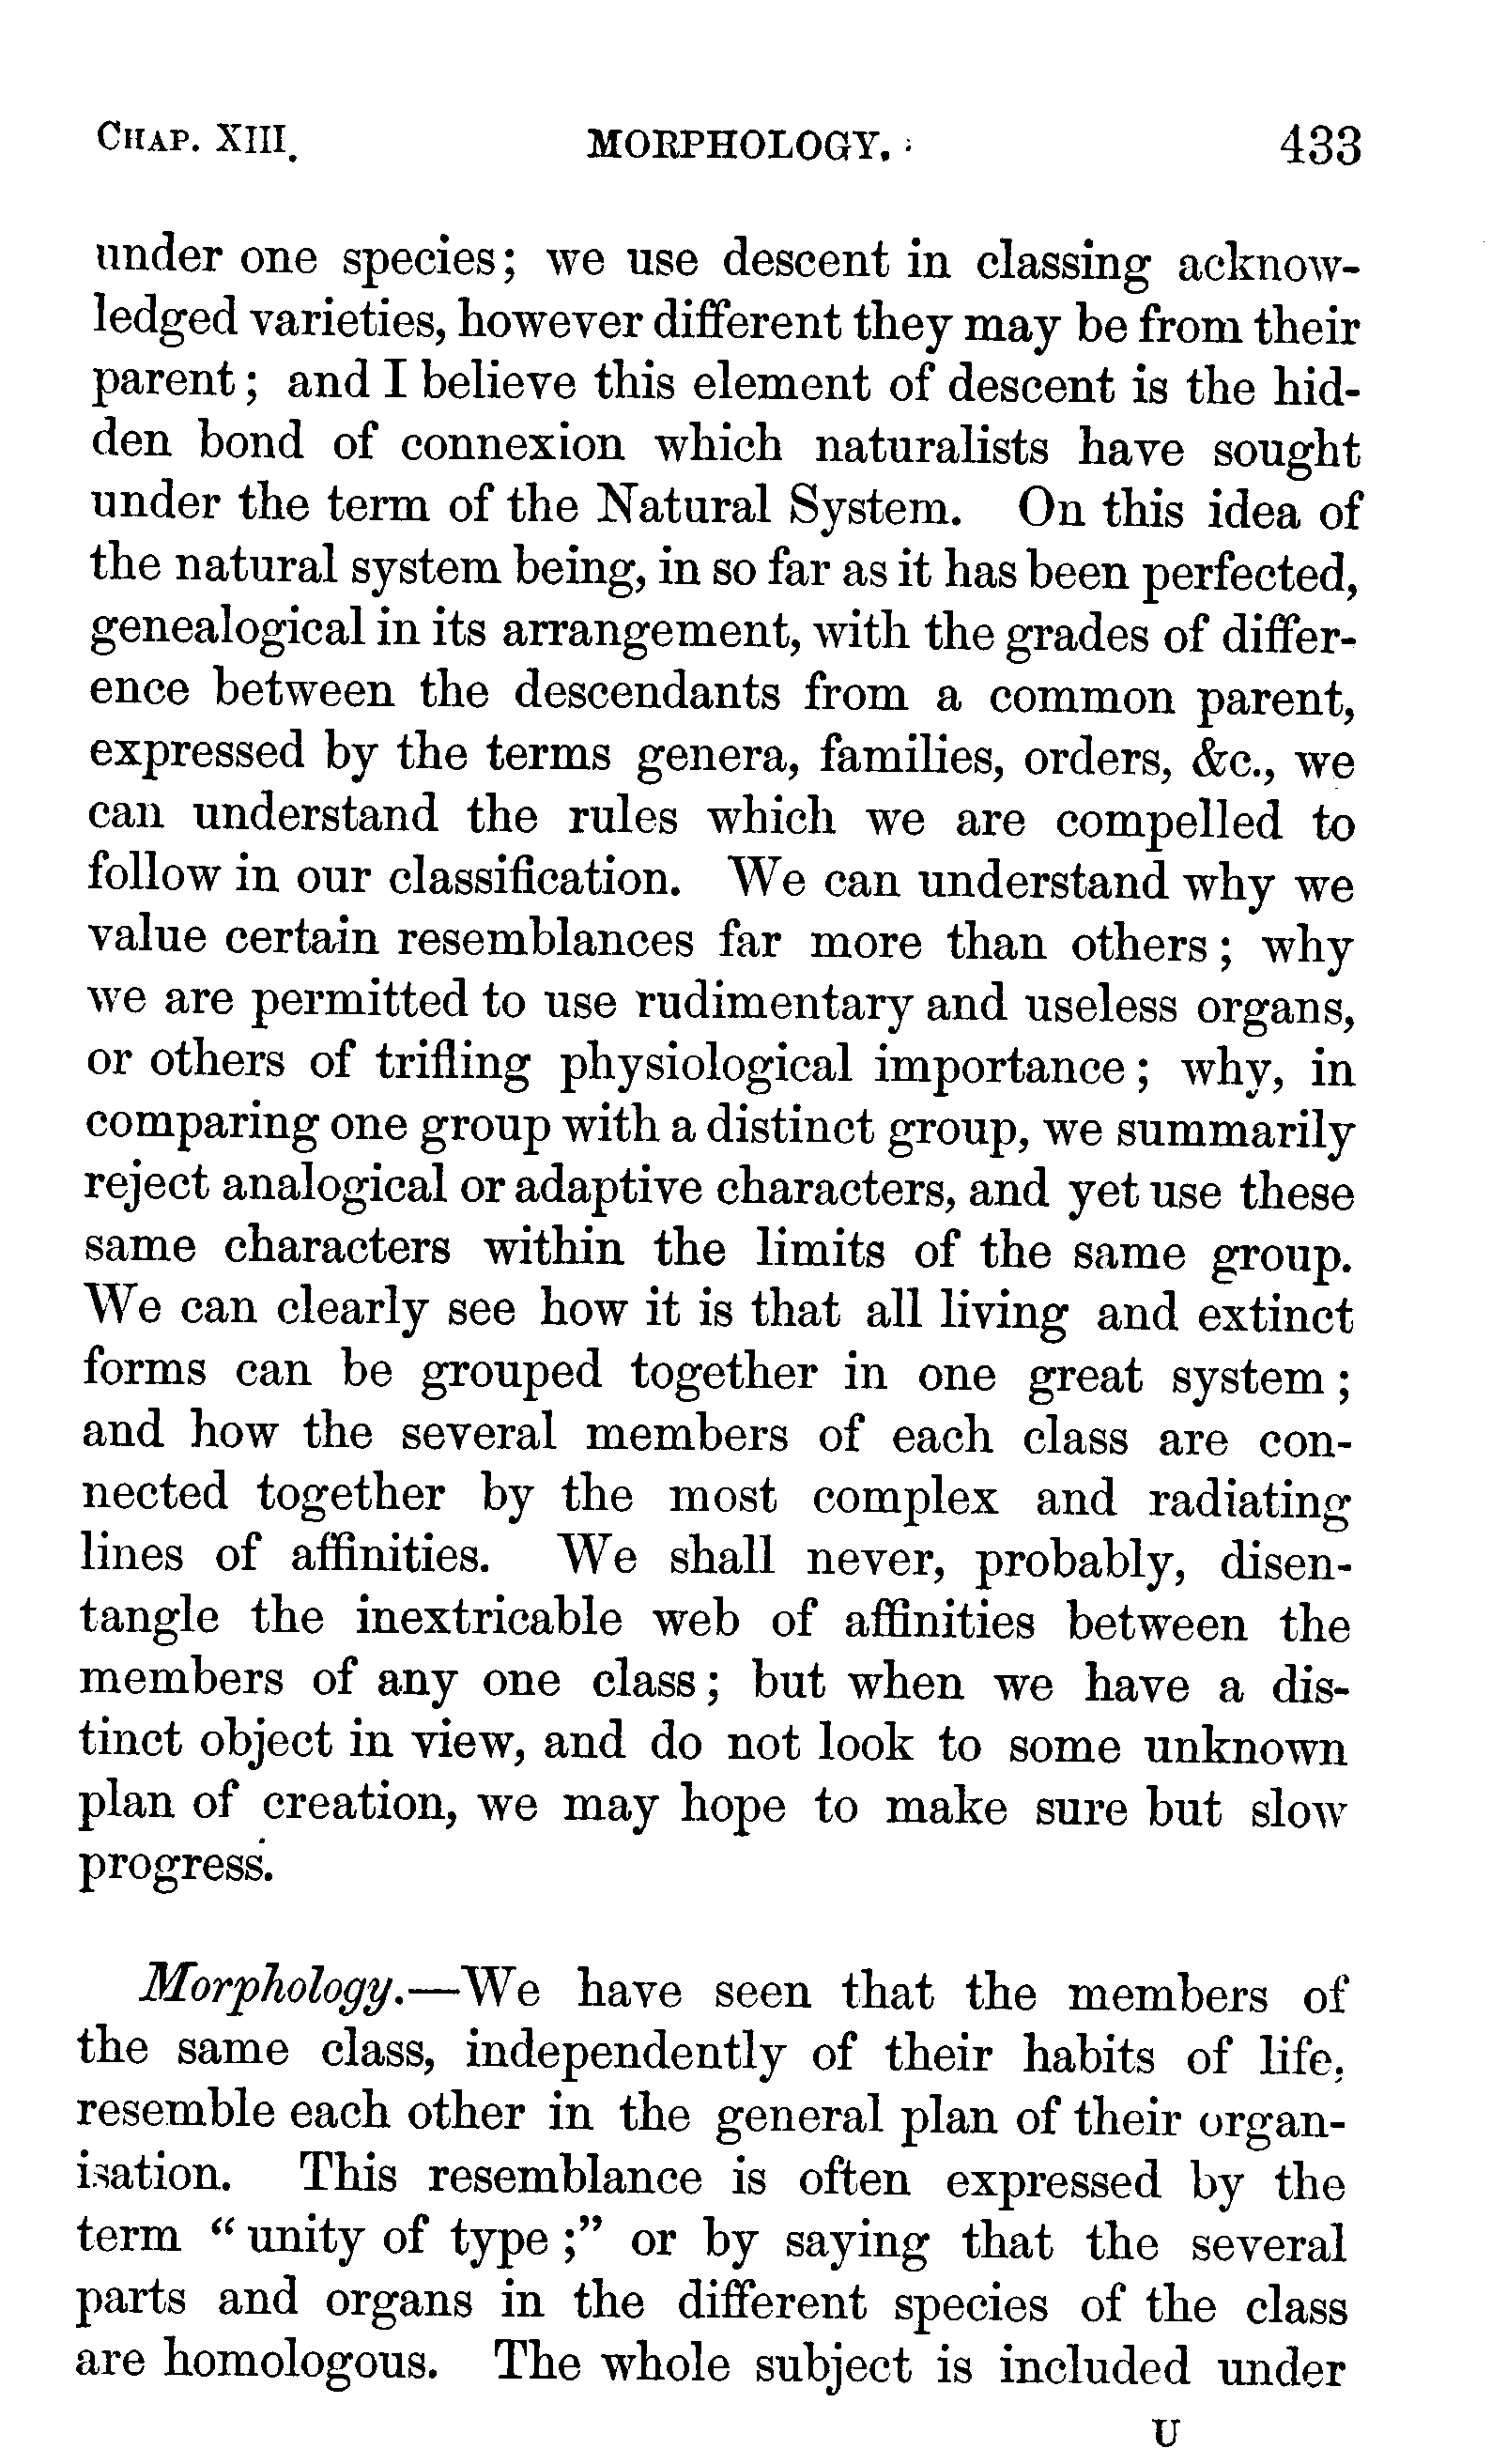 CHAP. XIII. MORPHOLOGY. 433
under one species; we use descent in classing acknow-
ledged varieties, however different they may be from their
parent; and I believe this element of descent is the hid-
den bond of connexion which naturalists have sought
under the term of the Natural System. On this idea of
the natural system being, in so far as it has been perfected,
genealogical in its arrangement, with the grades of differ-
ence between the descendants from a common parent,
expressed by the terms genera, families, orders, &c., we
can understand the rules which we are compelled to
follow in our classification. We can understand why we
value certain resemblances far more than others; why
we are permitted to use rudimentary and useless organs,
or others of trifling physiological importance; why, in
comparing one group with a distinct group, we summarily
reject analogical or adaptive characters, and yet use these
same characters within the limits of the same group.
We can clearly see how it is that all living and extinct
forms can be grouped together in one great system;
and how the several members of each class are con-
nected together by the most complex and radiating
lines of affinities. We shall never, probably, disen-
tangle the inextricable web of affinities between the
members of any one class; but when we have a dis-
tinct object in view, and do not look to some unknown
plan of creation, we may hope to make sure but slow
progress.
Morphology.—We have seen that the members of
the same class, independently of their habits of life,
resemble each other in the general plan of their organ-
isation. This resemblance is often expressed by the
term "unity of type;" or by saying that the several
parts and organs in the different species of the class
are homologous. The whole subject is included under
U